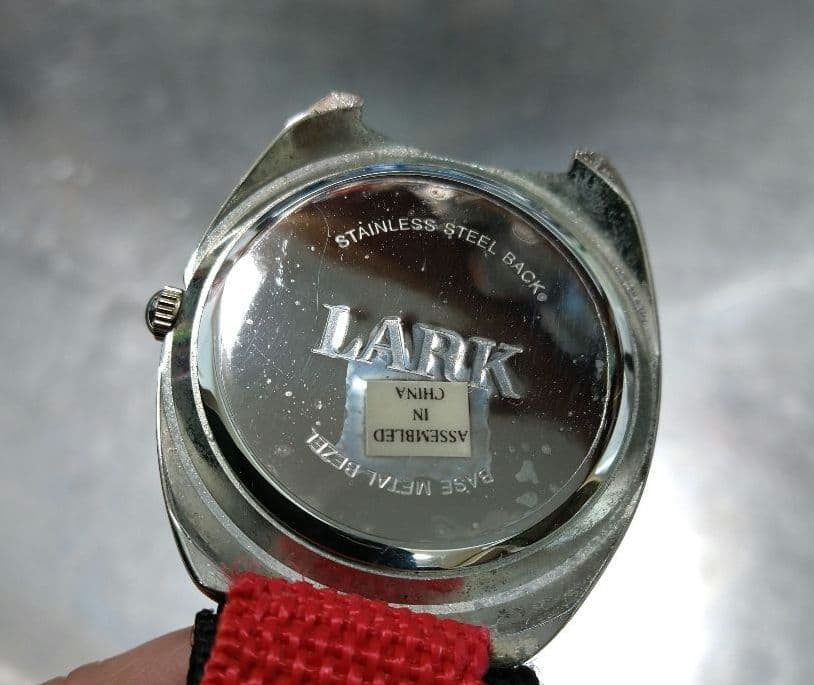 STAINLESS STEEL BACK
LARK
ASSEMBLED
IN
CHINA
BASE METAL BEZEL